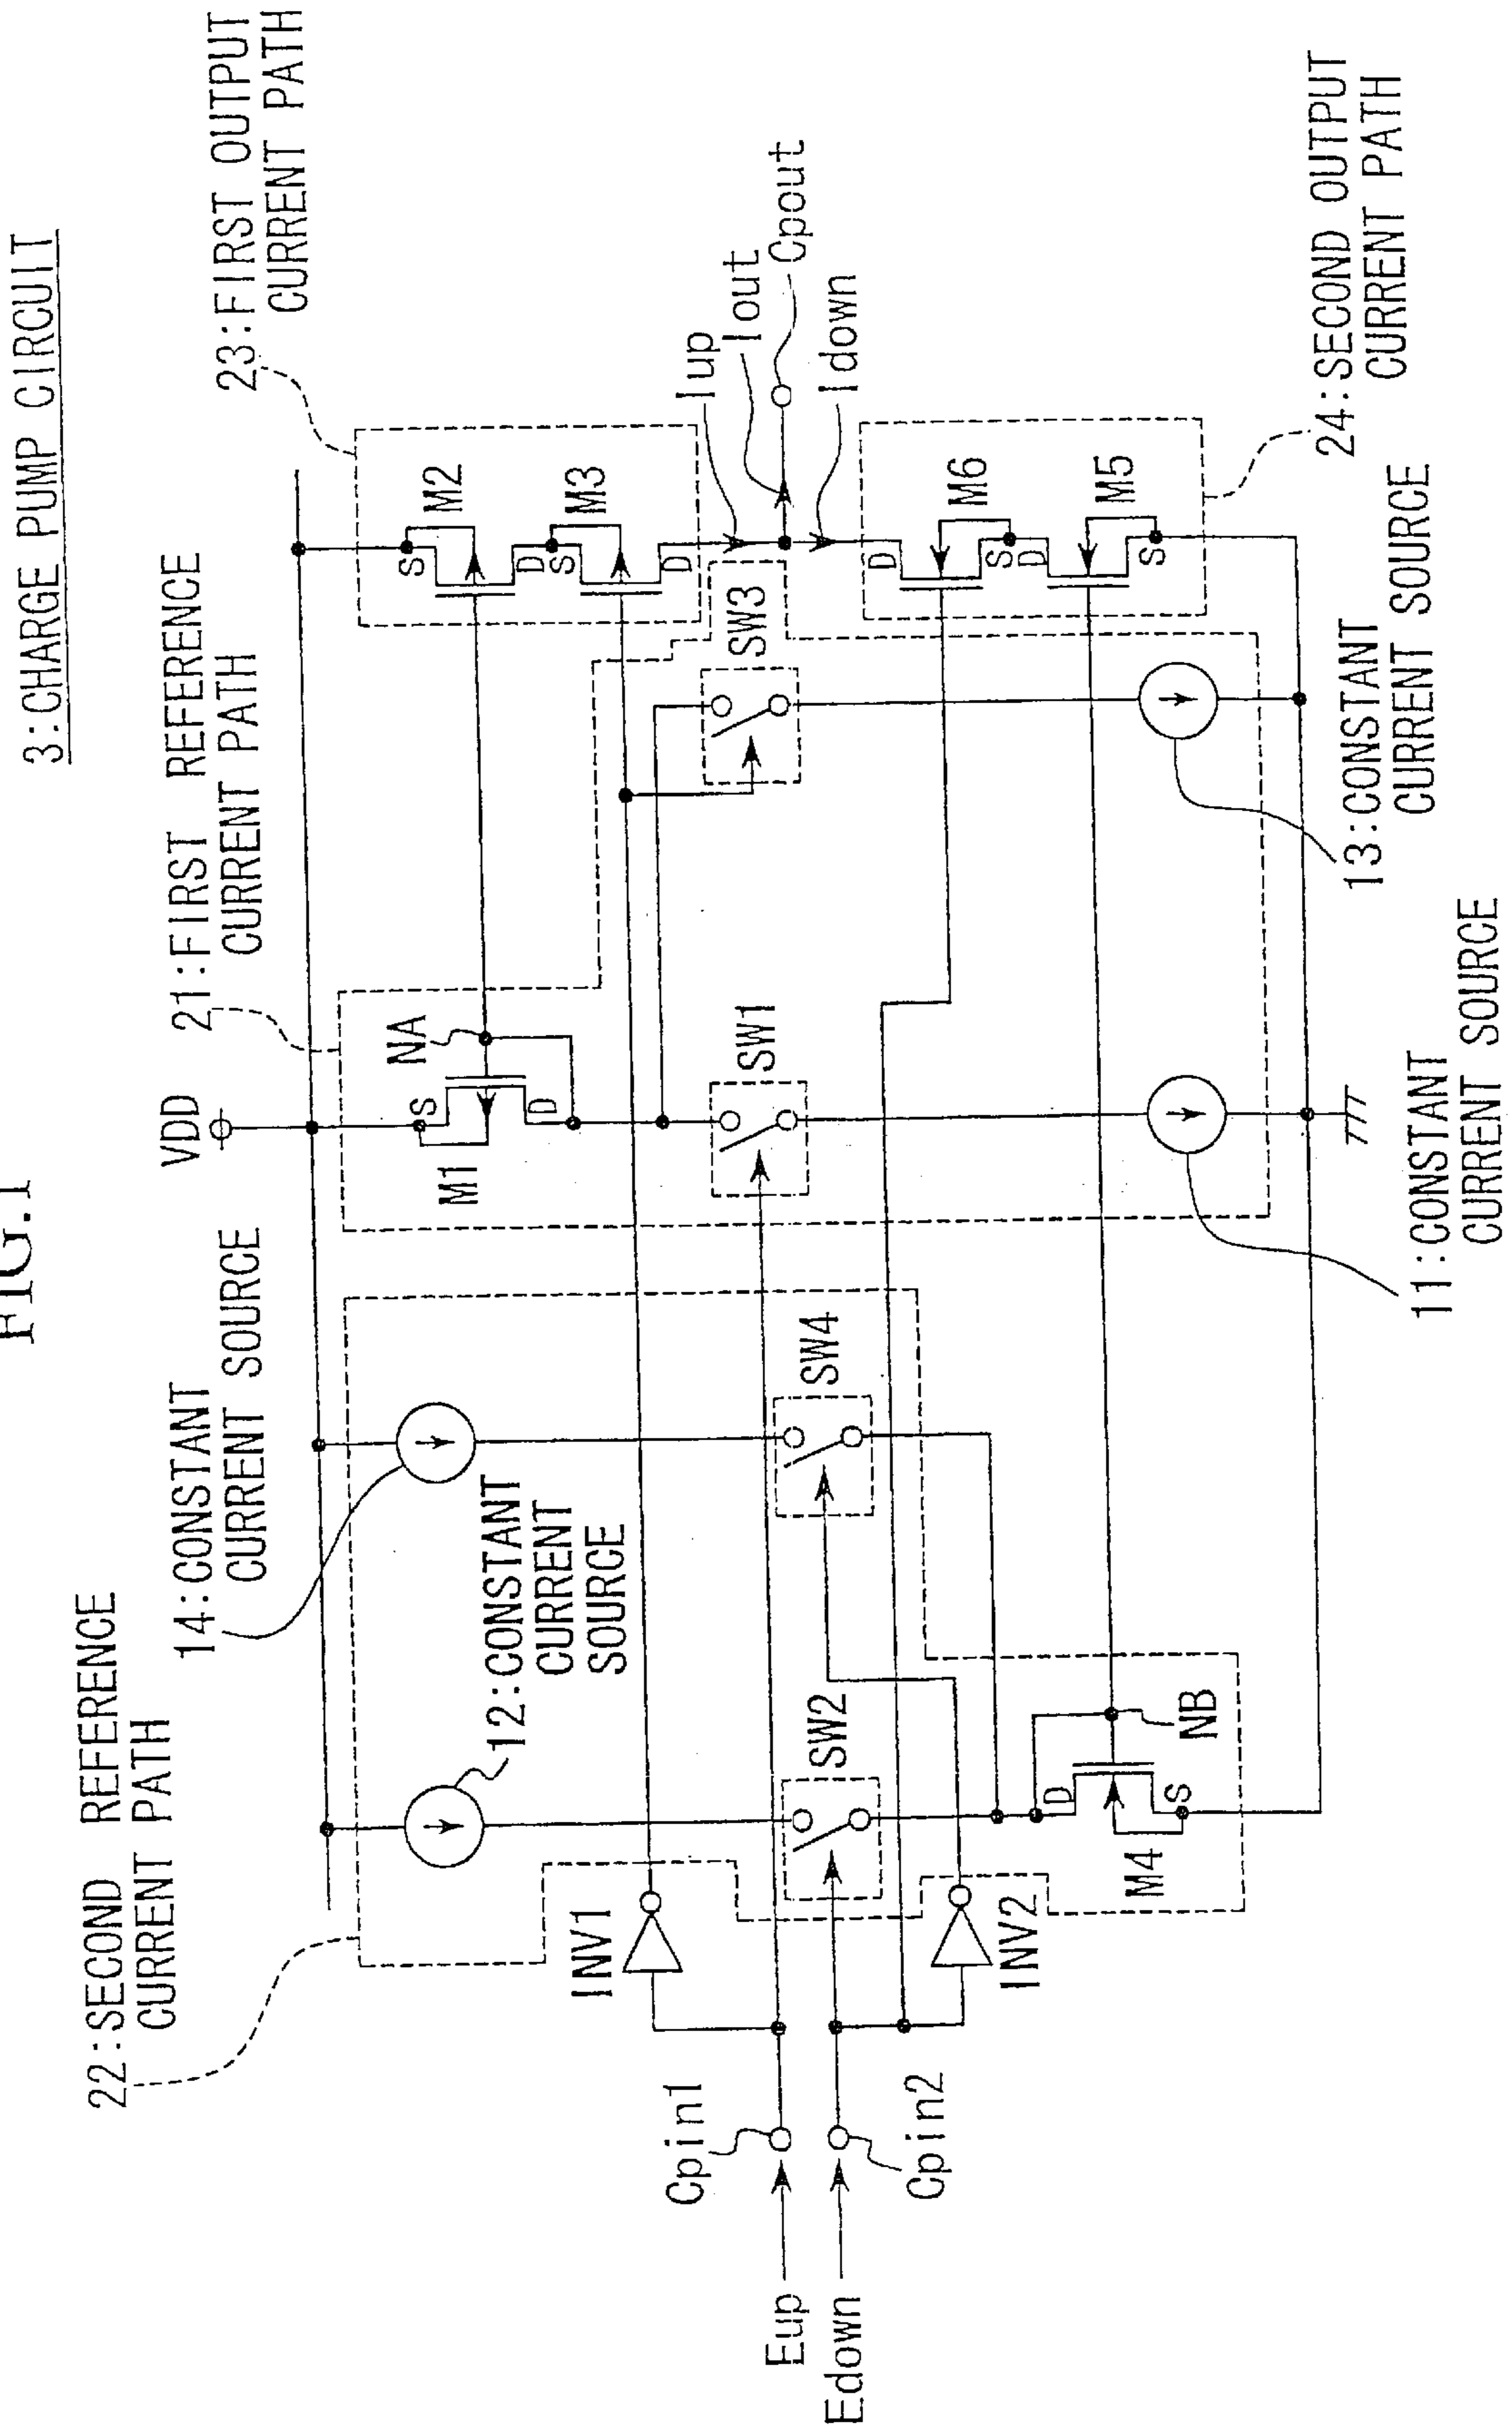 FIG.1
3:CHARGE PUMP CIRCUIT
22:SECOND REFERENCE
CURRENT PATH
14:CONSTANT
CURRENT SOURCE
VDD
21:FIRST REFERENCE
CURRENT PATH
23:FIRST OUTPUT
CURRENT PATH
12:CONSTANT
CURRENT
SOURCE
M1
S
D
NA
S
M2
D
S
M3
D
INV1
Cpin1
Eup
Edown
Cpin2
INV2
SW2
SW4
SW1
SW3
Iup
Iout
Cpout
Idown
M4
D
S
NB
D
M6
S
D
M5
S
11:CONSTANT
CURRENT SOURCE
13:CONSTANT
CURRENT SOURCE
24:SECOND OUTPUT
CURRENT PATH